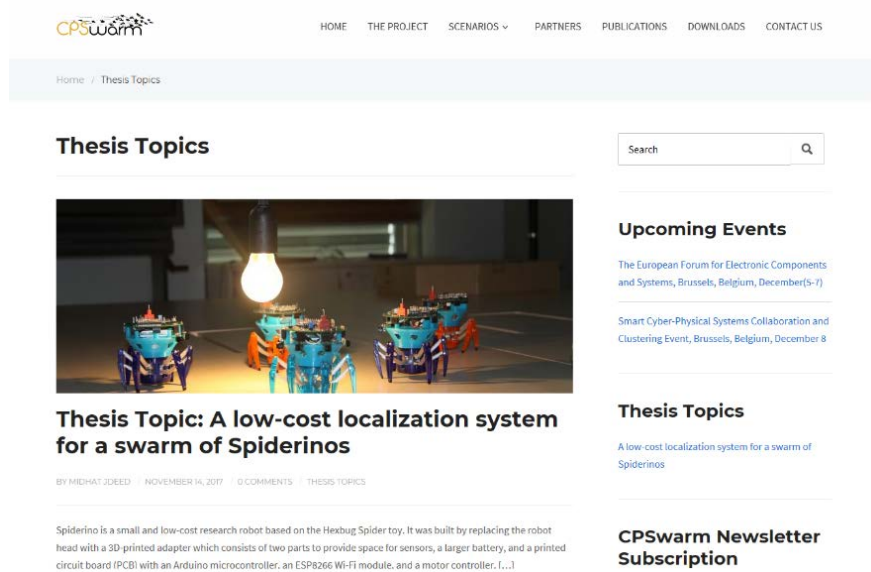 CPSwarm
HOME THE PROJECT SCENARIOS PARTNERS PUBLICATIONS DOWNLOADS CONTACT US
Home / Thesis Topics
Thesis Topics
Thesis Topic: A low-cost localization system
for a swarm of Spiderinos
BY MIDHAT JDEED / NOVEMBER 14, 2017 / 0 COMMENTS / THESIS TOPICS
Spiderino is a small and low-cost research robot based on the Hexbug Spider toy. It was built by replacing the robot
head with a 3D-printed adapter which consists of two parts to provide space for sensors, a larger battery, and a printed
circuit board (PCB) with an Arduino microcontroller, an ESP8266 Wi-Fi module, and a motor controller. [...]
Search
Upcoming Events
The European Forum for Electronic Components
and Systems, Brussels, Belgium, December(5-7)
Smart Cyber-Physical Systems Collaboration and
Clustering Event, Brussels, Belgium, December 8
Thesis Topics
A low-cost localization system for a swarm of
Spiderinos
CPSwarm Newsletter
Subscription